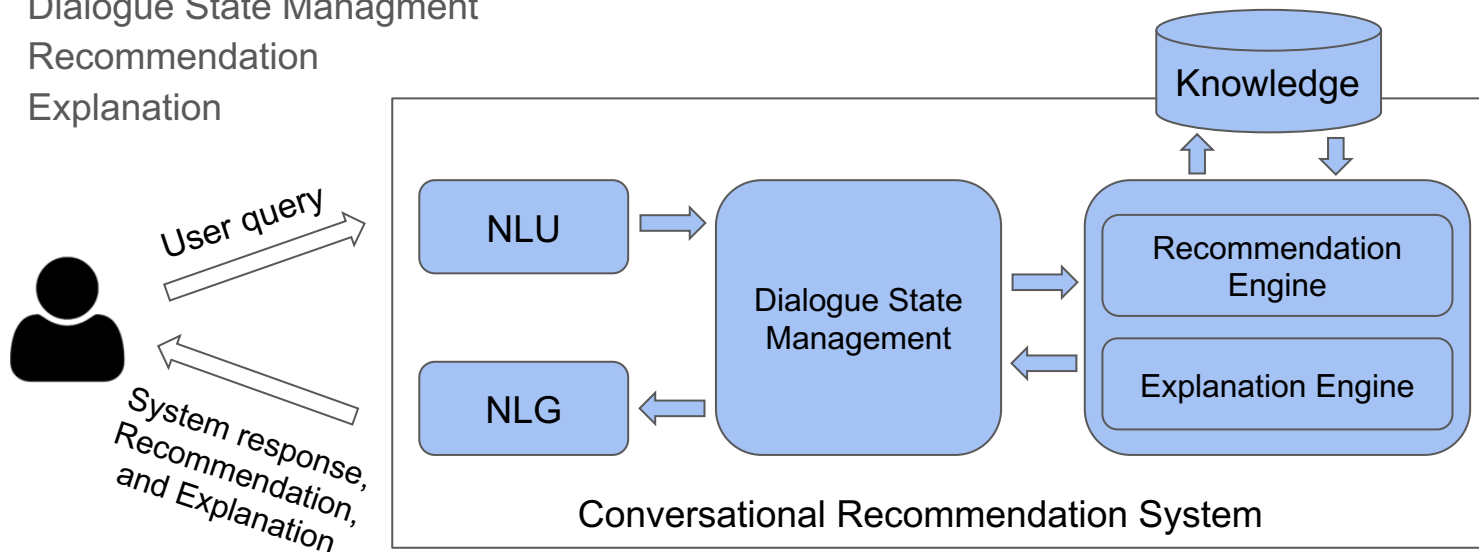 Dialogue State Managment
Recommendation
Explanation
Knowledge
User query
NLU
Recommendation
Engine
Dialogue State
Management
Explanation Engine
NLG
System response,
Recommendation,
and Explanation
Conversational Recommendation System